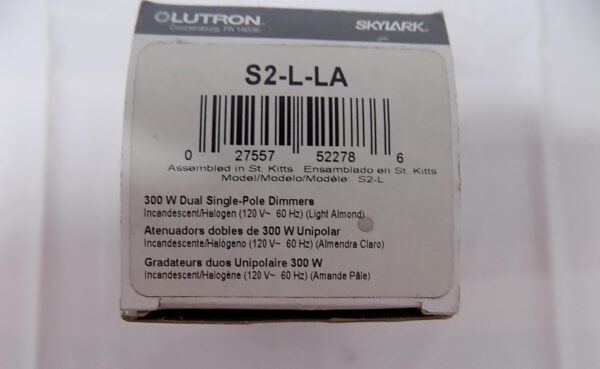 LUTRON® SKYLARK®
Coopersburg, PA 18036
S2-L-LA
0 27557 52278 6
Assembled in St. Kitts Ensamblado en St. Kitts
Model/Modelo/Modèle: S2-L
300 W Dual Single-Pole Dimmers
Incandescent/Halogen (120 V~ 60 Hz) (Light Almond)
Atenuadores dobles de 300 W Unipolar
Incandescente/Halógeno (120 V~ 60 Hz) (Almendra Claro)
Gradateurs duos Unipolaire 300 W
Incandescent/Halogène (120 V~ 60 Hz) (Amande Pâle)